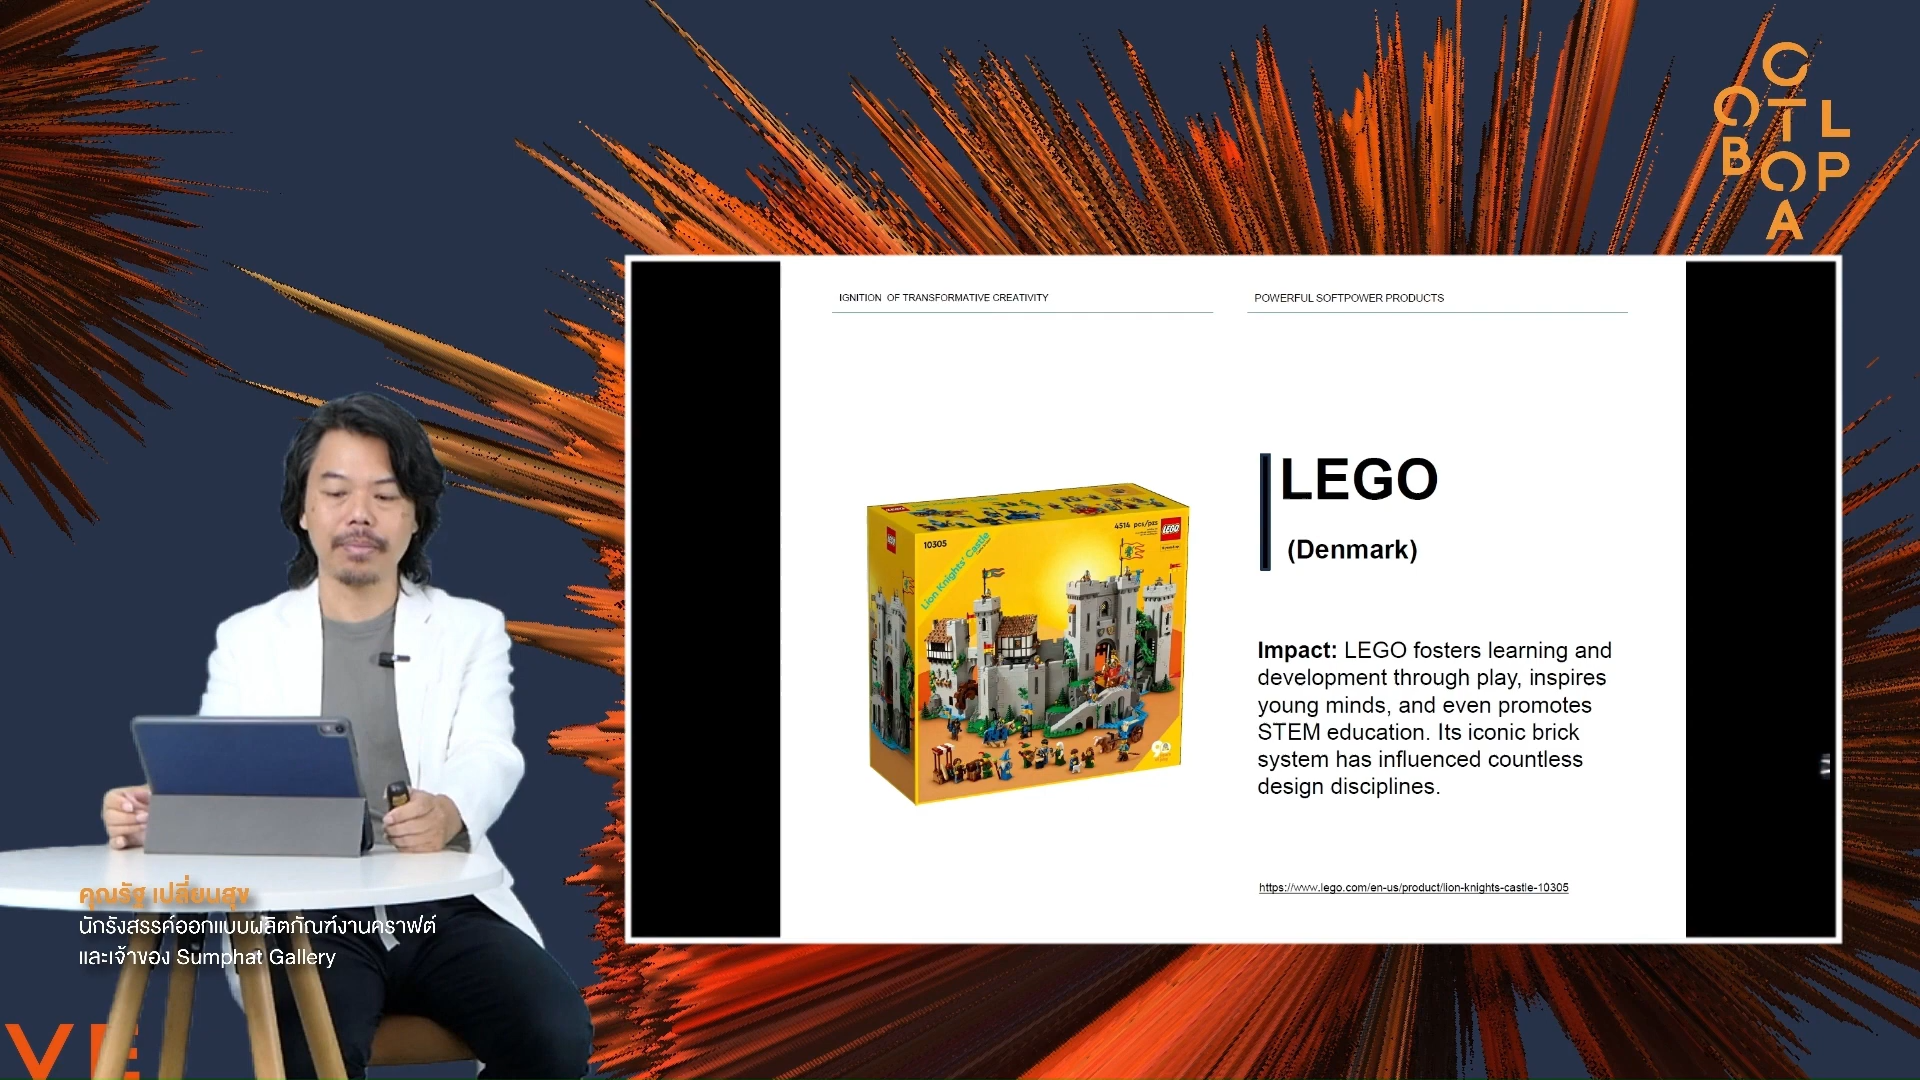 C
O T L
B O P
A
IGNITION OF TRANSFORMATIVE CREATIVITY
POWERFUL SOFTPOWER PRODUCTS
LEGO
(Denmark)
10305
Lion Knights' Castle
4514 pcs/pzs
LEGO
Impact: LEGO fosters learning and
development through play, inspires
young minds, and even promotes
STEM education. Its iconic brick
system has influenced countless
design disciplines.
https://www.lego.com/en-us/product/lion-knights-castle-10305
คุณรัฐ เปลี่ยนสุข
นักรังสรรค์ออกแบบผลิตภัณฑ์งานคราฟต์
และเจ้าของ Sumphat Gallery
VE